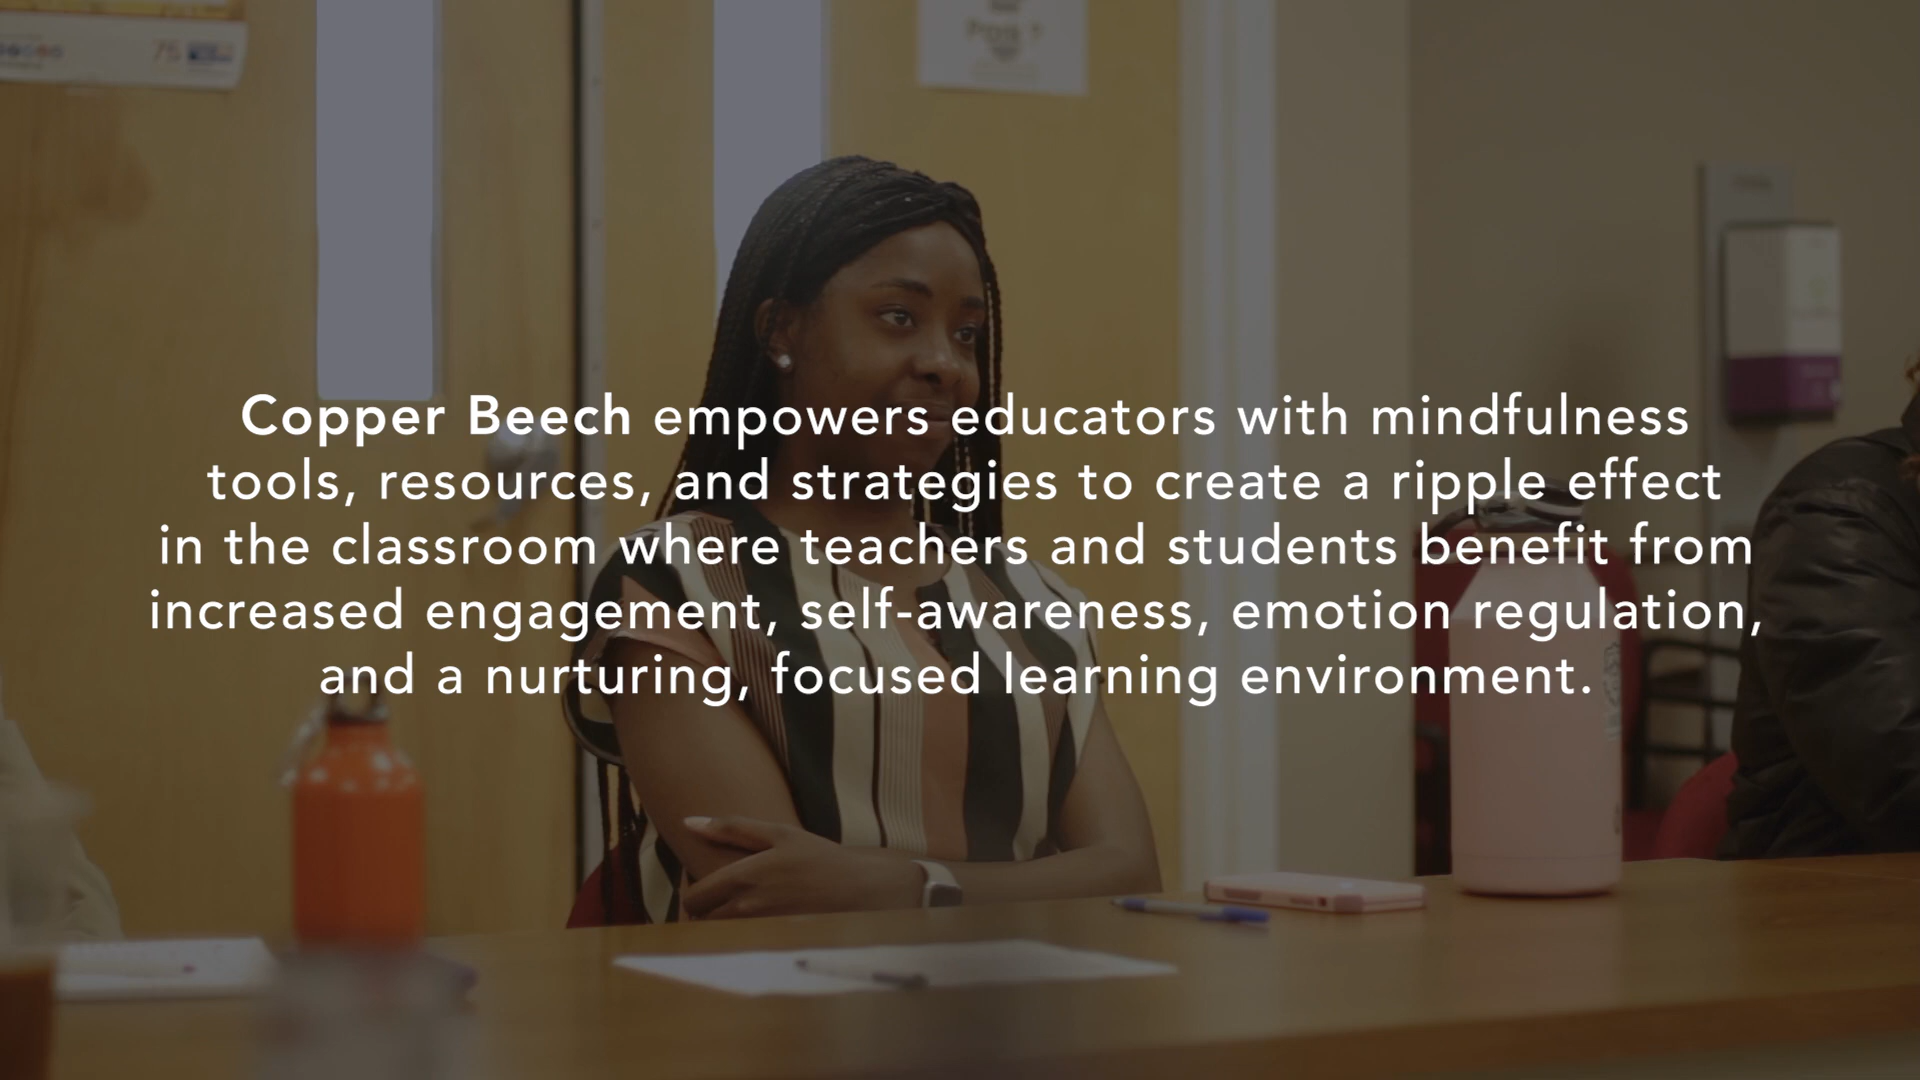 75
Copper Beech empowers educators with mindfulness
tools, resources, and strategies to create a ripple effect
in the classroom where teachers and students benefit from
increased engagement, self-awareness, emotion regulation,
and a nurturing, focused learning environment.